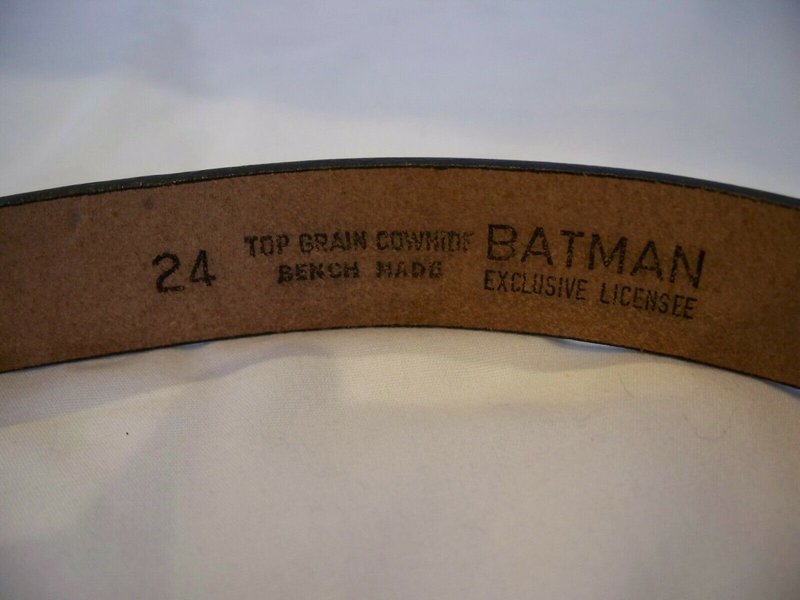 24
TOP GRAIN COWHIDE
BENCH MADE
BATMAN
EXCLUSIVE LICENSEE